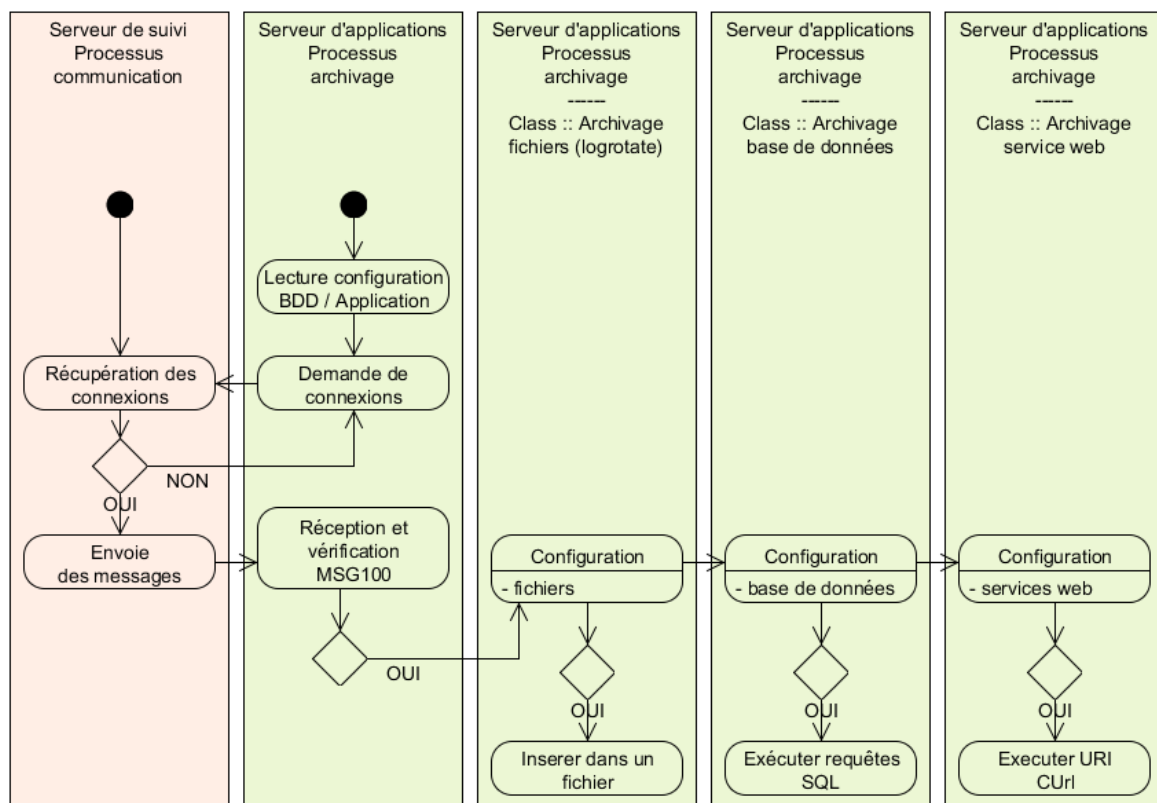 Serveur de suivi
Processus
communication
Serveur d'applications
Processus
archivage
Serveur d'applications
Processus
archivage
------
Class :: Archivage
fichiers (logrotate)
Serveur d'applications
Processus
archivage
------
Class :: Archivage
base de données
Serveur d'applications
Processus
archivage
------
Class :: Archivage
service web
Lecture configuration
BDD / Application
Récupération des
connexions
Demande de
connexions
NON
OUI
Envoie
des messages
Réception et
vérification
MSG100
OUI
Configuration
- fichiers
Configuration
- base de données
Configuration
- services web
OUI
OUI
OUI
Inserer dans un
fichier
Exécuter requêtes
SQL
Executer URI
CUrl